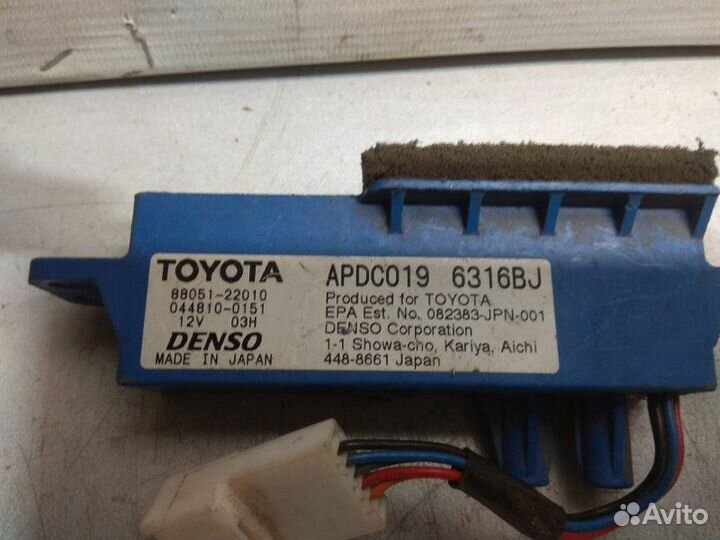 TOYOTA
88051-22010
044810-0151
12V 03H
DENSO
MADE IN JAPAN
APDC019 6316BJ
Produced for TOYOTA
EPA Est. No. 082383-JPN-001
DENSO Corporation
1-1 Showa-cho, Kariya, Aichi
448-8661 Japan
Avito